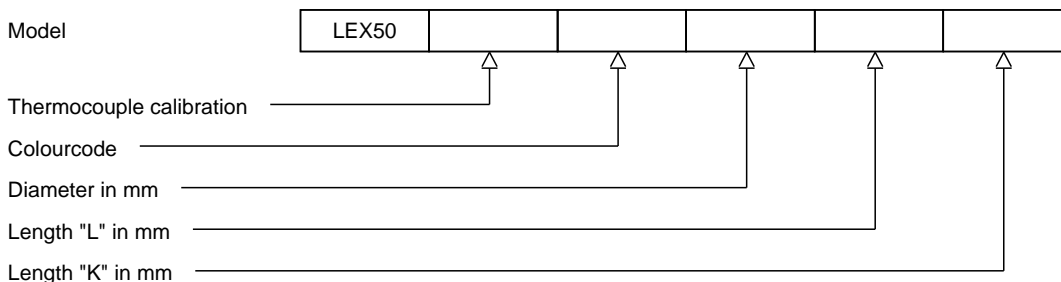 Model LEX50
Thermocouple calibration
Colourcode
Diameter in mm
Length "L" in mm
Length "K" in mm